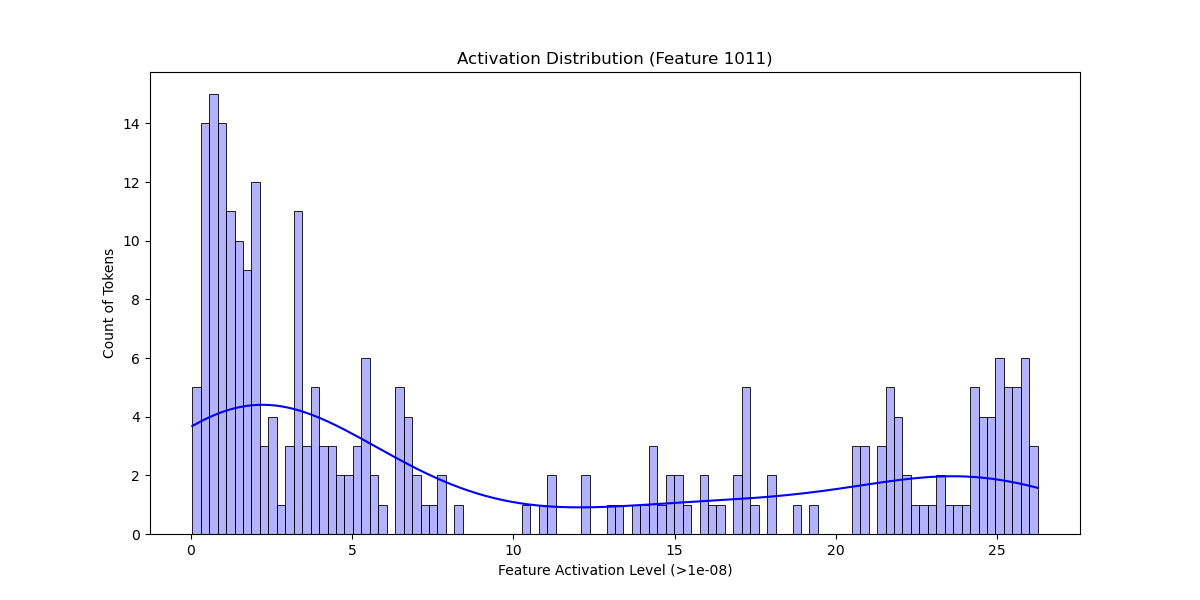 Activation Distribution (Feature 1011)
14
12
10
8
6
4
2
0
Count of Tokens
0 5 10 15 20 25
Feature Activation Level (>1e-08)